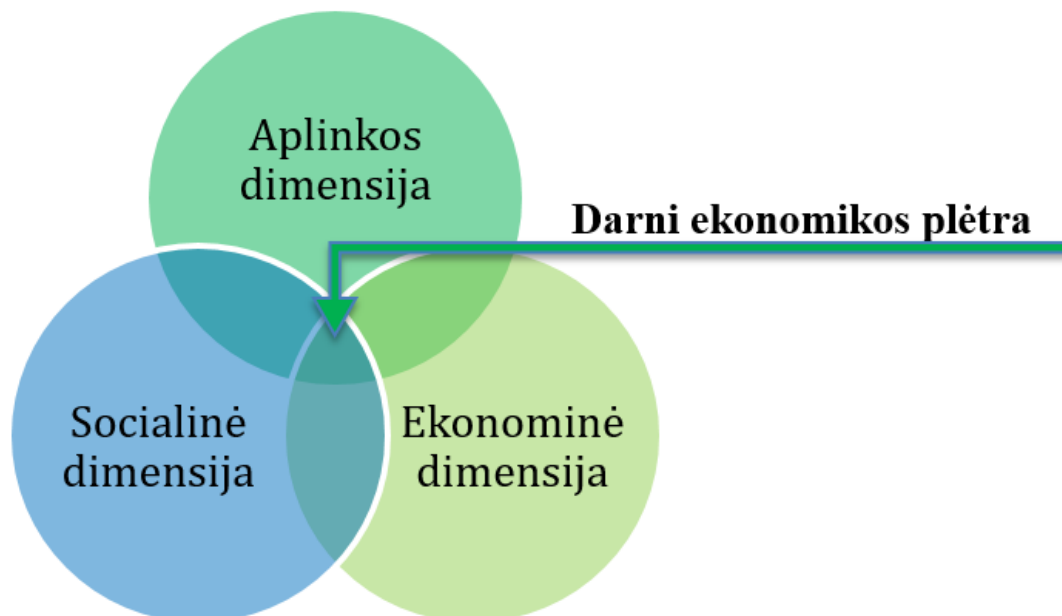 Aplinkos
dimensija
Darni ekonomikos plėtra
Socialinė
dimensija
Ekonominė
dimensija